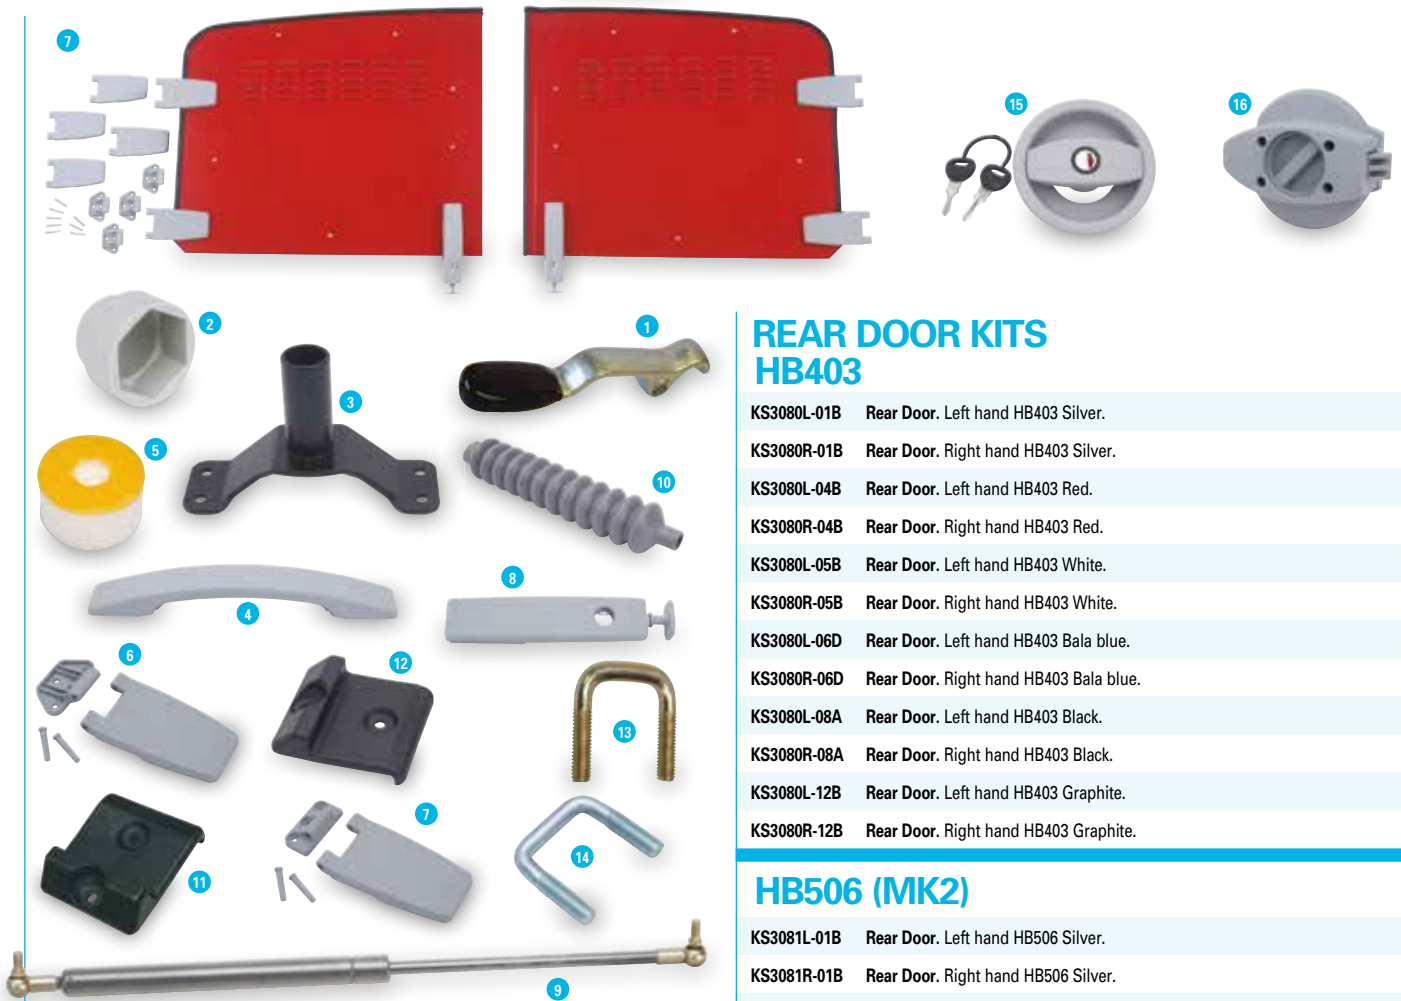 7
15
16
2
1
3
5
10
8
4
6
12
13
7
14
11
9
REAR DOOR KITS
HB403
KS3080L-01B Rear Door. Left hand HB403 Silver.
KS3080R-01B Rear Door. Right hand HB403 Silver.
KS3080L-04B Rear Door. Left hand HB403 Red.
KS3080R-04B Rear Door. Right hand HB403 Red.
KS3080L-05B Rear Door. Left hand HB403 White.
KS3080R-05B Rear Door. Right hand HB403 White.
KS3080L-06D Rear Door. Left hand HB403 Bala blue.
KS3080R-06D Rear Door. Right hand HB403 Bala blue.
KS3080L-08A Rear Door. Left hand HB403 Black.
KS3080R-08A Rear Door. Right hand HB403 Black.
KS3080L-12B Rear Door. Left hand HB403 Graphite.
KS3080R-12B Rear Door. Right hand HB403 Graphite.
HB506 (MK2)
KS3081L-01B Rear Door. Left hand HB506 Silver.
KS3081R-01B Rear Door. Right hand HB506 Silver.